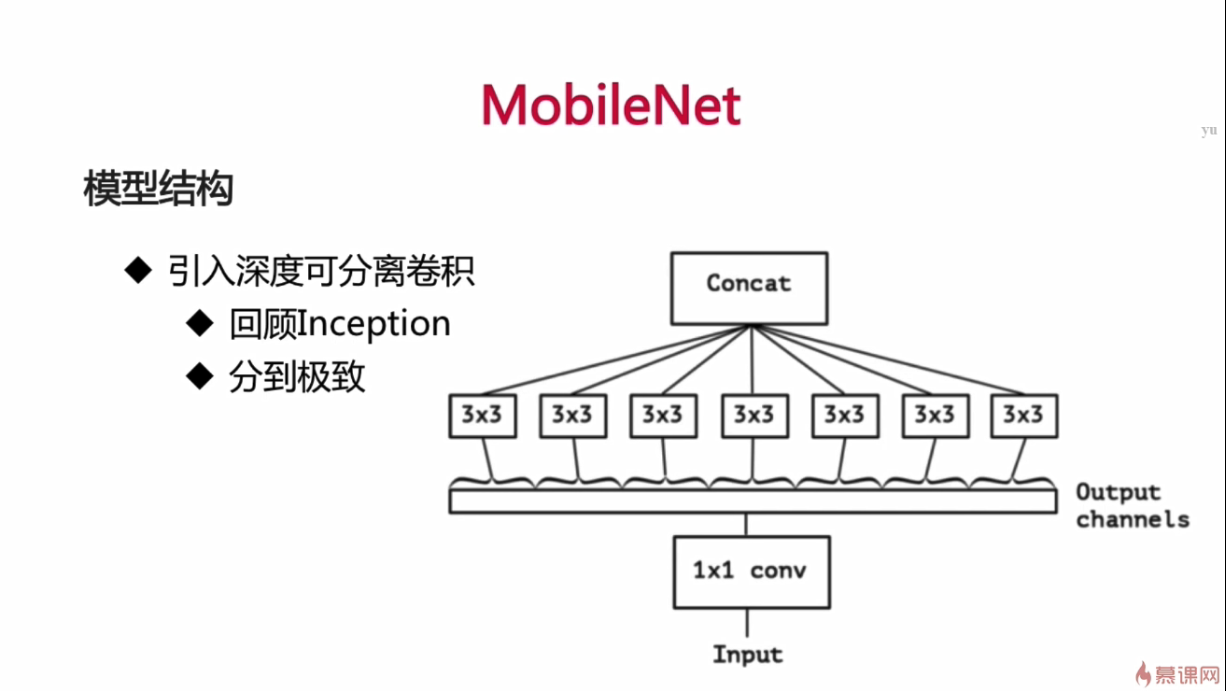 MobileNet
yu
模型结构
◆ 引入深度可分离卷积
◆ 回顾Inception
◆ 分到极致
Concat
3x3 3x3 3x3 3x3 3x3 3x3 3x3
Output
channels
1x1 conv
Input
慕课网